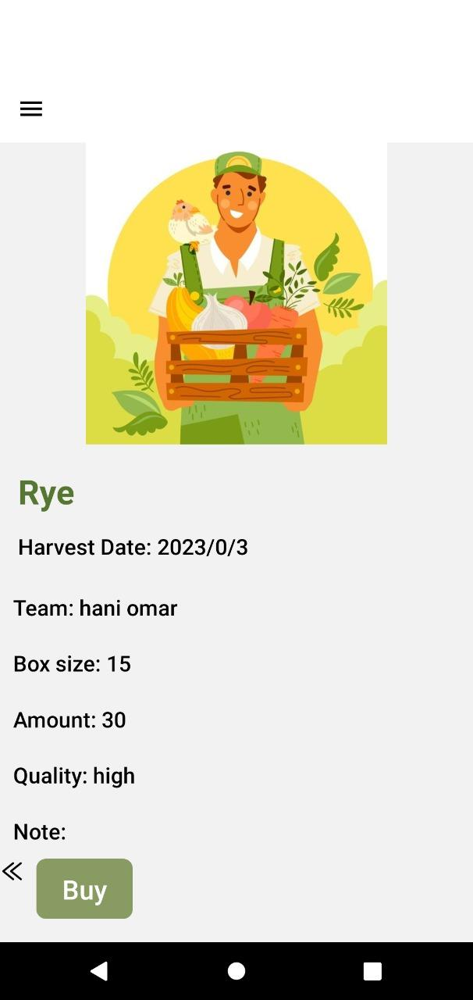 Rye
Harvest Date: 2023/0/3
Team: hani omar
Box size: 15
Amount: 30
Quality: high
Note:
Buy